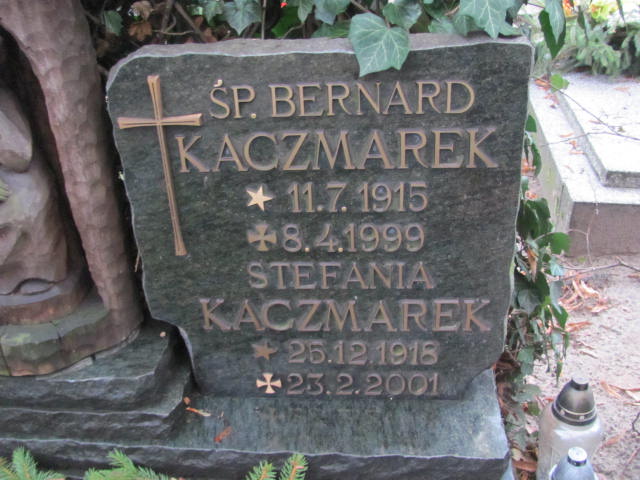 ŚP. BERNARD
KACZMAREK
11.7.1915
8.4.1999
STEFANIA
KACZMAREK
25.12.1918
23.2.2001